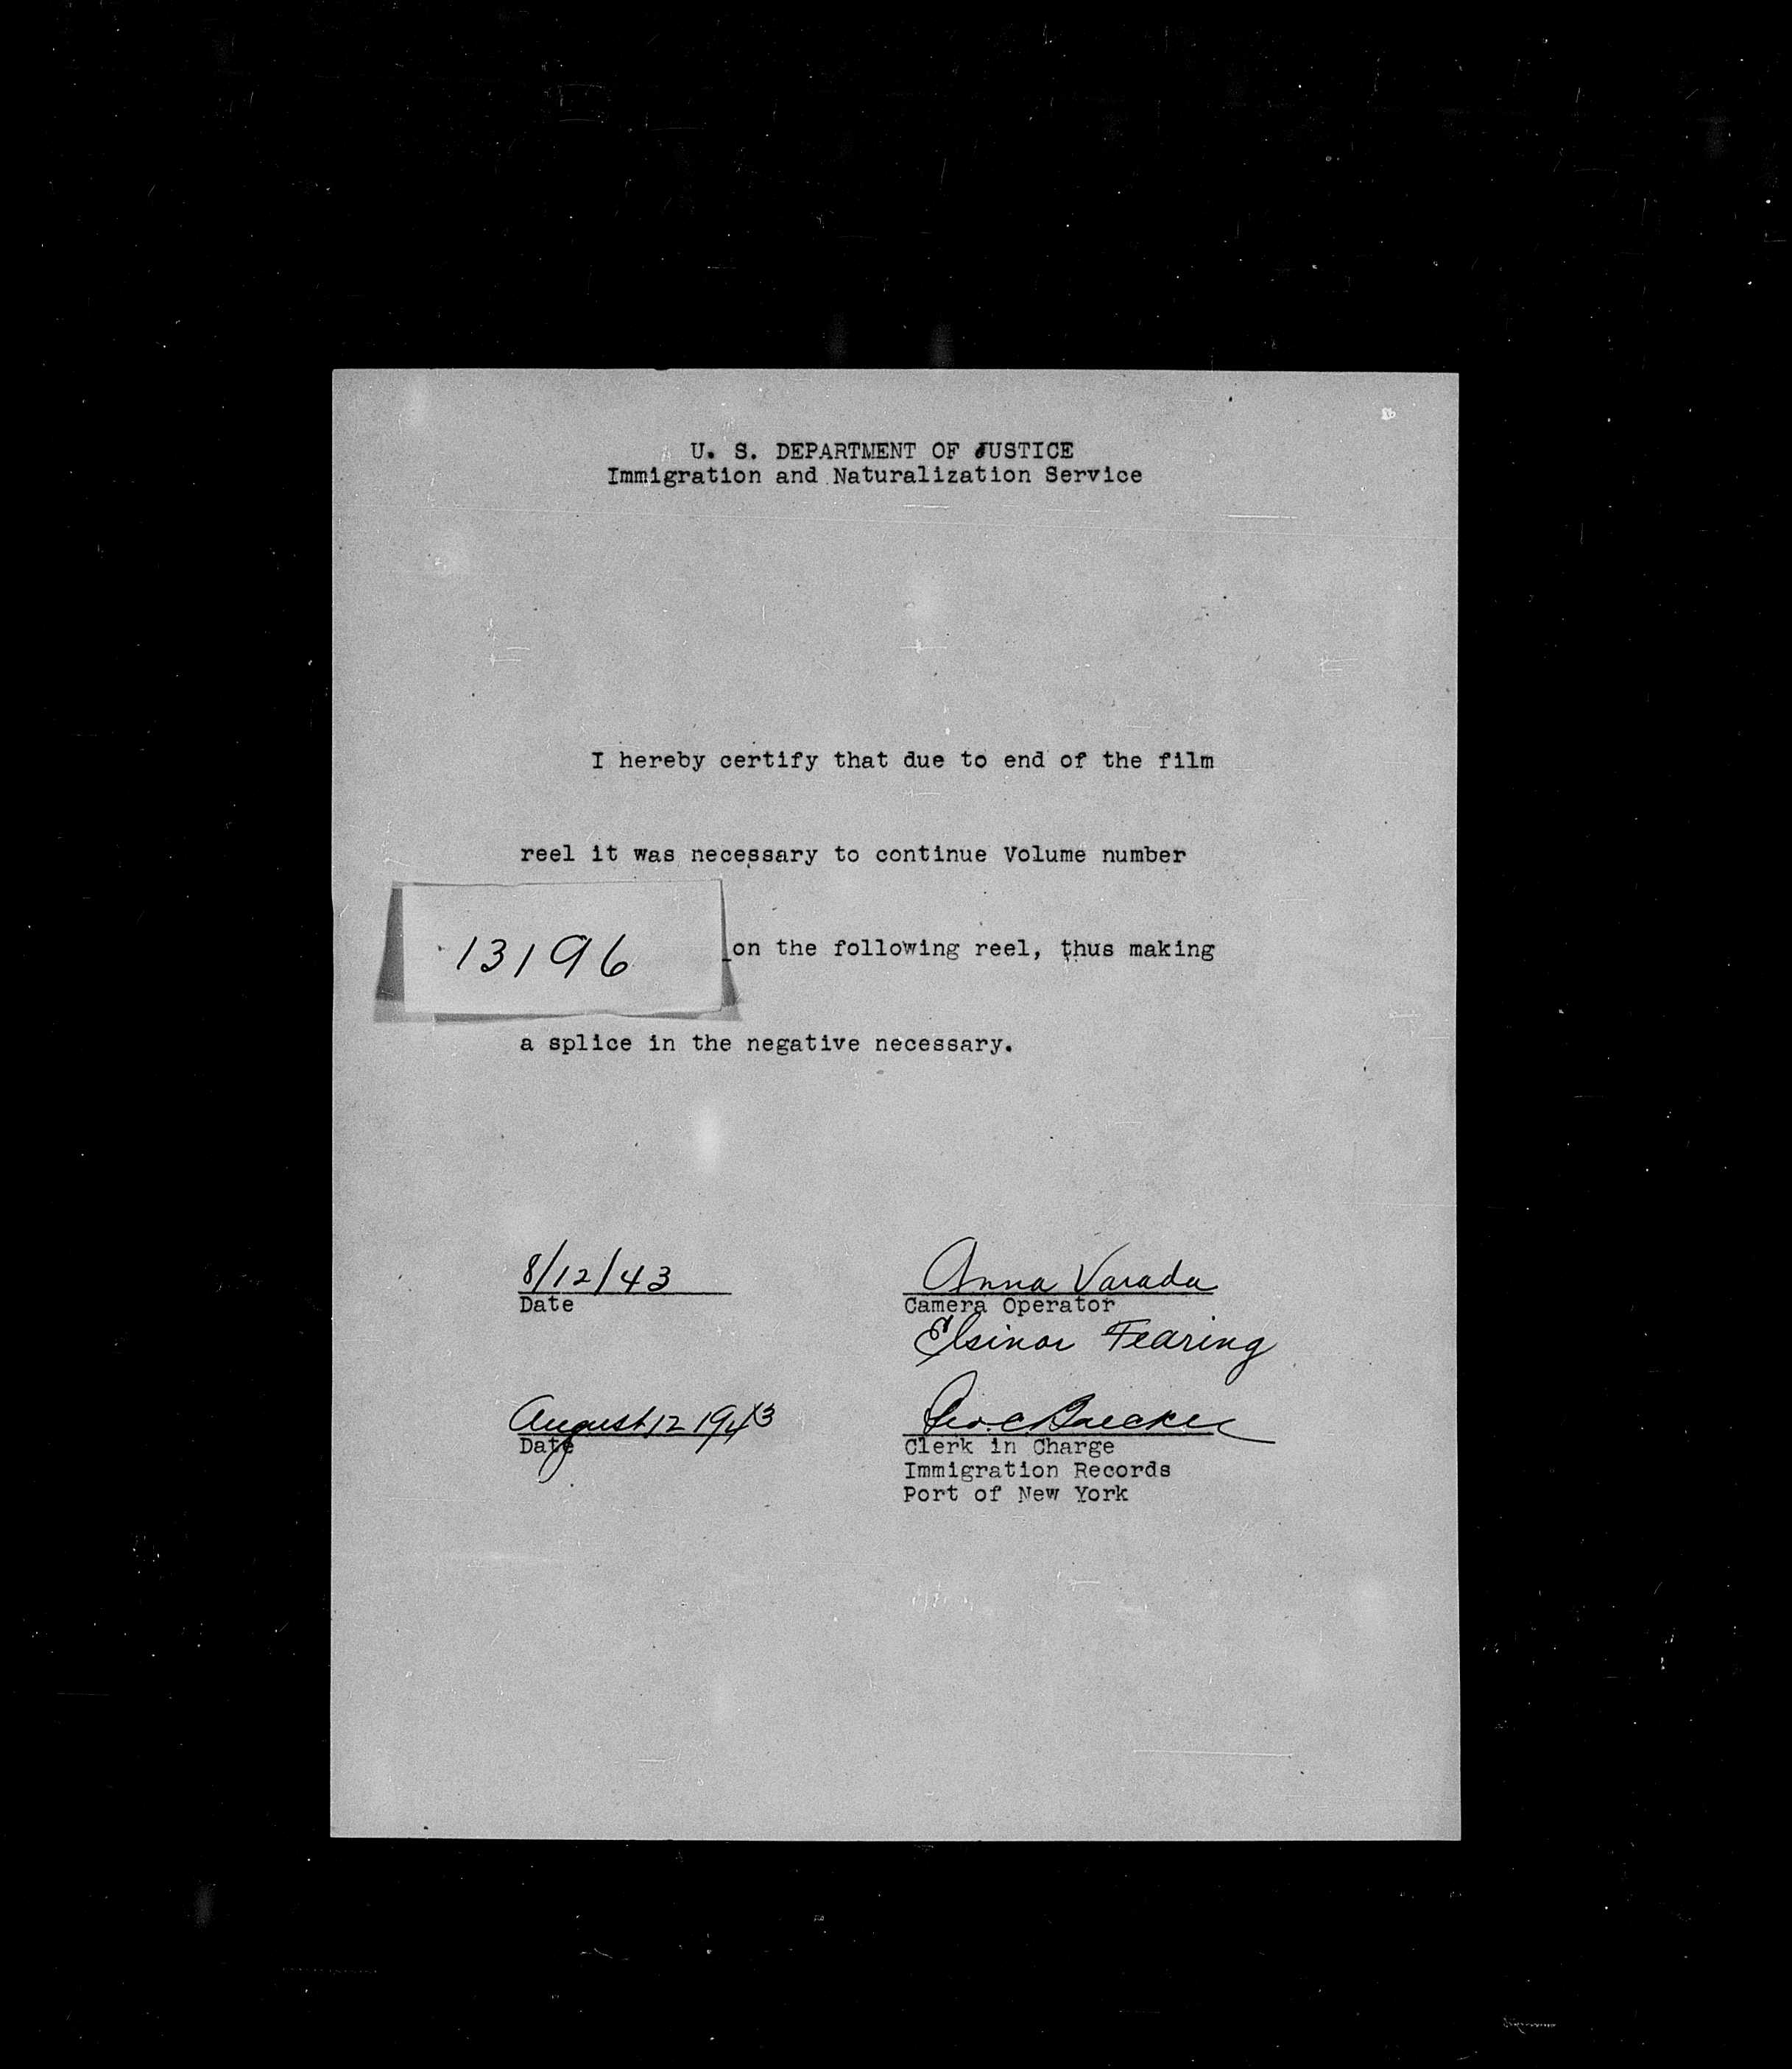 U. S. DEPARTMENT OF JUSTICE
Immigration and Naturalization Service
I hereby certify that due to end of the film
reel it was necessary to continue Volume number
13196 on the following reel, thus making
a splice in the negative necessary.
8/12/43 Anna Varada
Date Camera Operator
Elsinor Fearing
August 12 1943
Date Clerk in Charge
Immigration Records
Port of New York